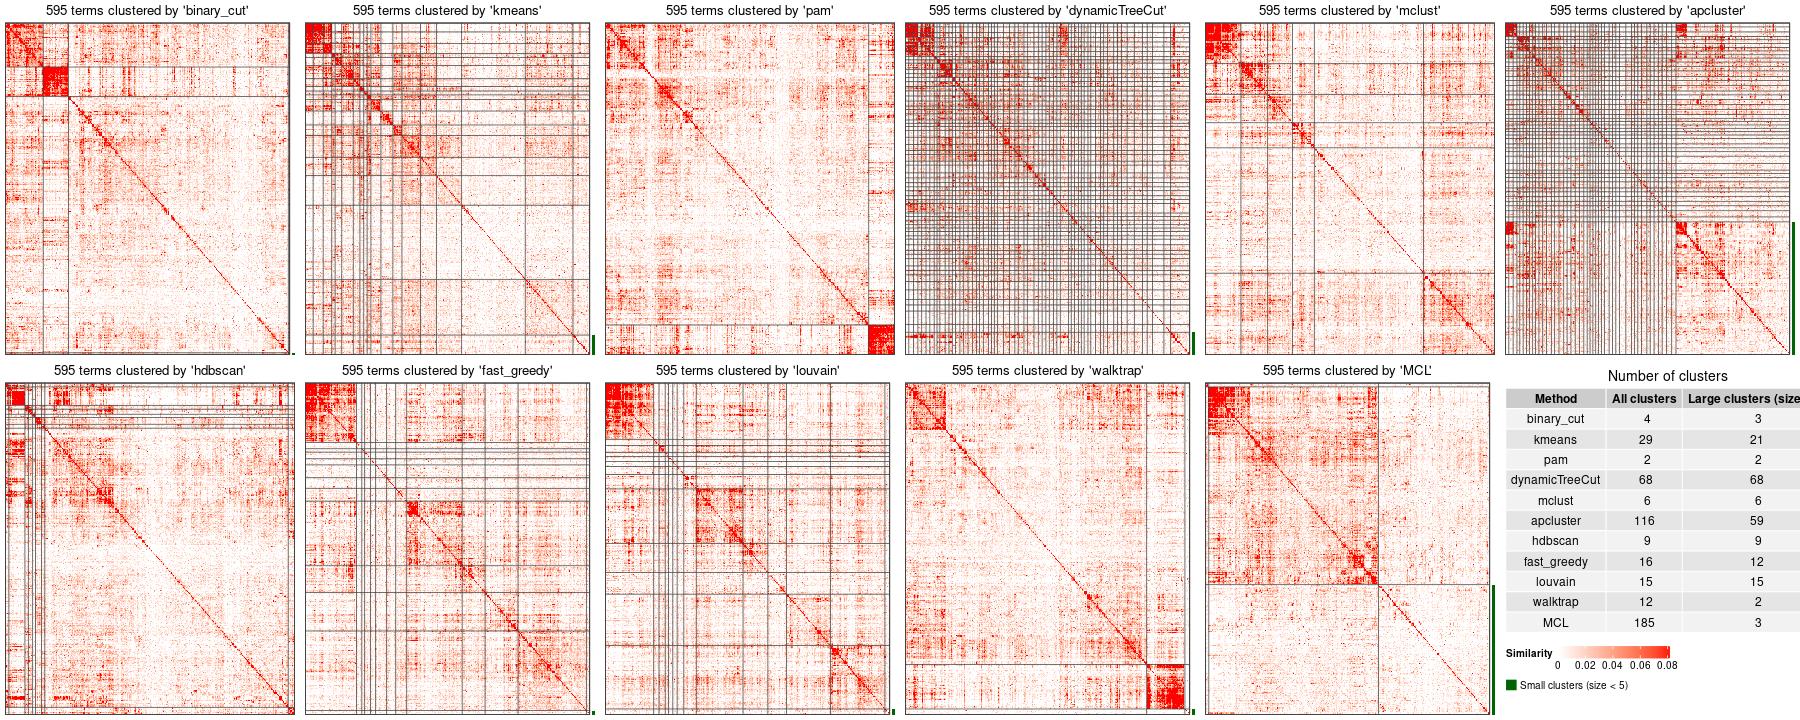 595 terms clustered by 'binary_cut'
595 terms clustered by 'kmeans'
595 terms clustered by 'pam'
595 terms clustered by 'dynamicTreeCut'
595 terms clustered by 'mclust'
595 terms clustered by 'apcluster'
595 terms clustered by 'hdbscan'
595 terms clustered by 'fast_greedy'
595 terms clustered by 'louvain'
595 terms clustered by 'walktrap'
595 terms clustered by 'MCL'
Number of clusters
Method All clusters Large clusters (size
binary_cut 4 3
kmeans 29 21
pam 2 2
dynamicTreeCut 68 68
mclust 6 6
apcluster 116 59
hdbscan 9 9
fast_greedy 16 12
louvain 15 15
walktrap 12 2
MCL 185 3
Similarity
0 0.02 0.04 0.06 0.08
Small clusters (size < 5)